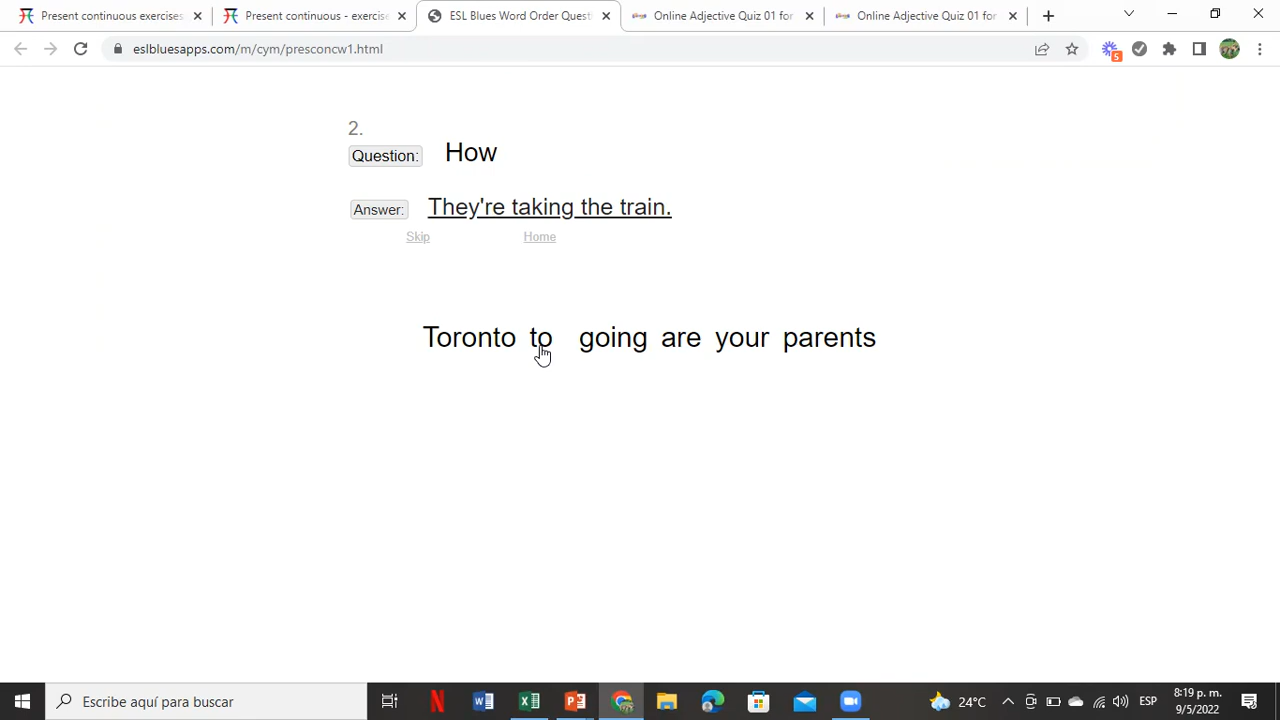 Present continuous exercises
Present continuous - exercise
ESL Blues Word Order Quest
Online Adjective Quiz 01 for
Online Adjective Quiz 01 for
eslbluesapps.com/m/cym/presconcw1.html
5
2.
Question: How
Answer: They're taking the train.
Skip Home
Toronto to going are your parents
Escribe aquí para buscar
24°C
ESP
8:19 p. m.
9/5/2022